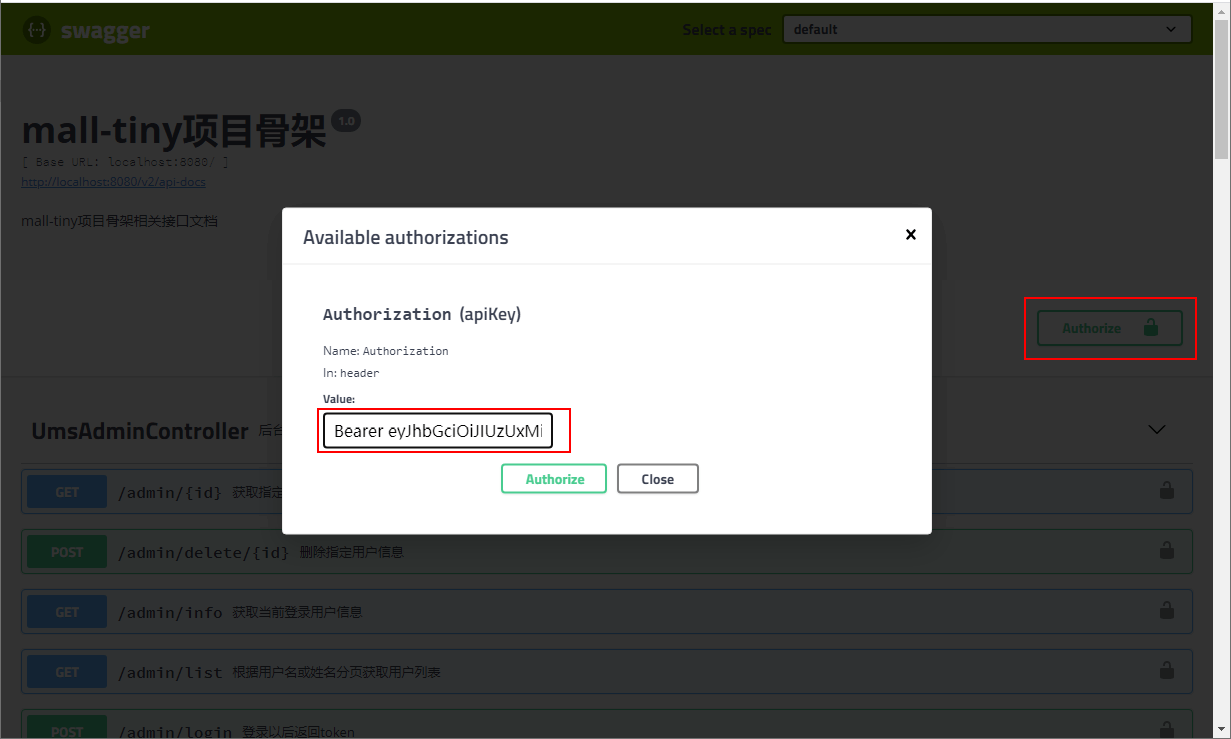 swagger
Select a spec default
mall-tiny项目骨架 1.0
[ Base URL: localhost:8080/ ]
http://localhost:8080/v2/api-docs
mall-tiny项目骨架相关接口文档
Available authorizations
Authorization (apiKey)
Name: Authorization
In: header
Value:
Bearer eyJhbGciOiJIUzUxMi
Authorize Close
Authorize
UmsAdminController 后台
GET /admin/{id} 获取指定
POST /admin/delete/{id} 删除指定用户信息
GET /admin/info 获取当前登录用户信息
GET /admin/list 根据用户名或姓名分页获取用户列表
POST /admin/login 登录以后返回token